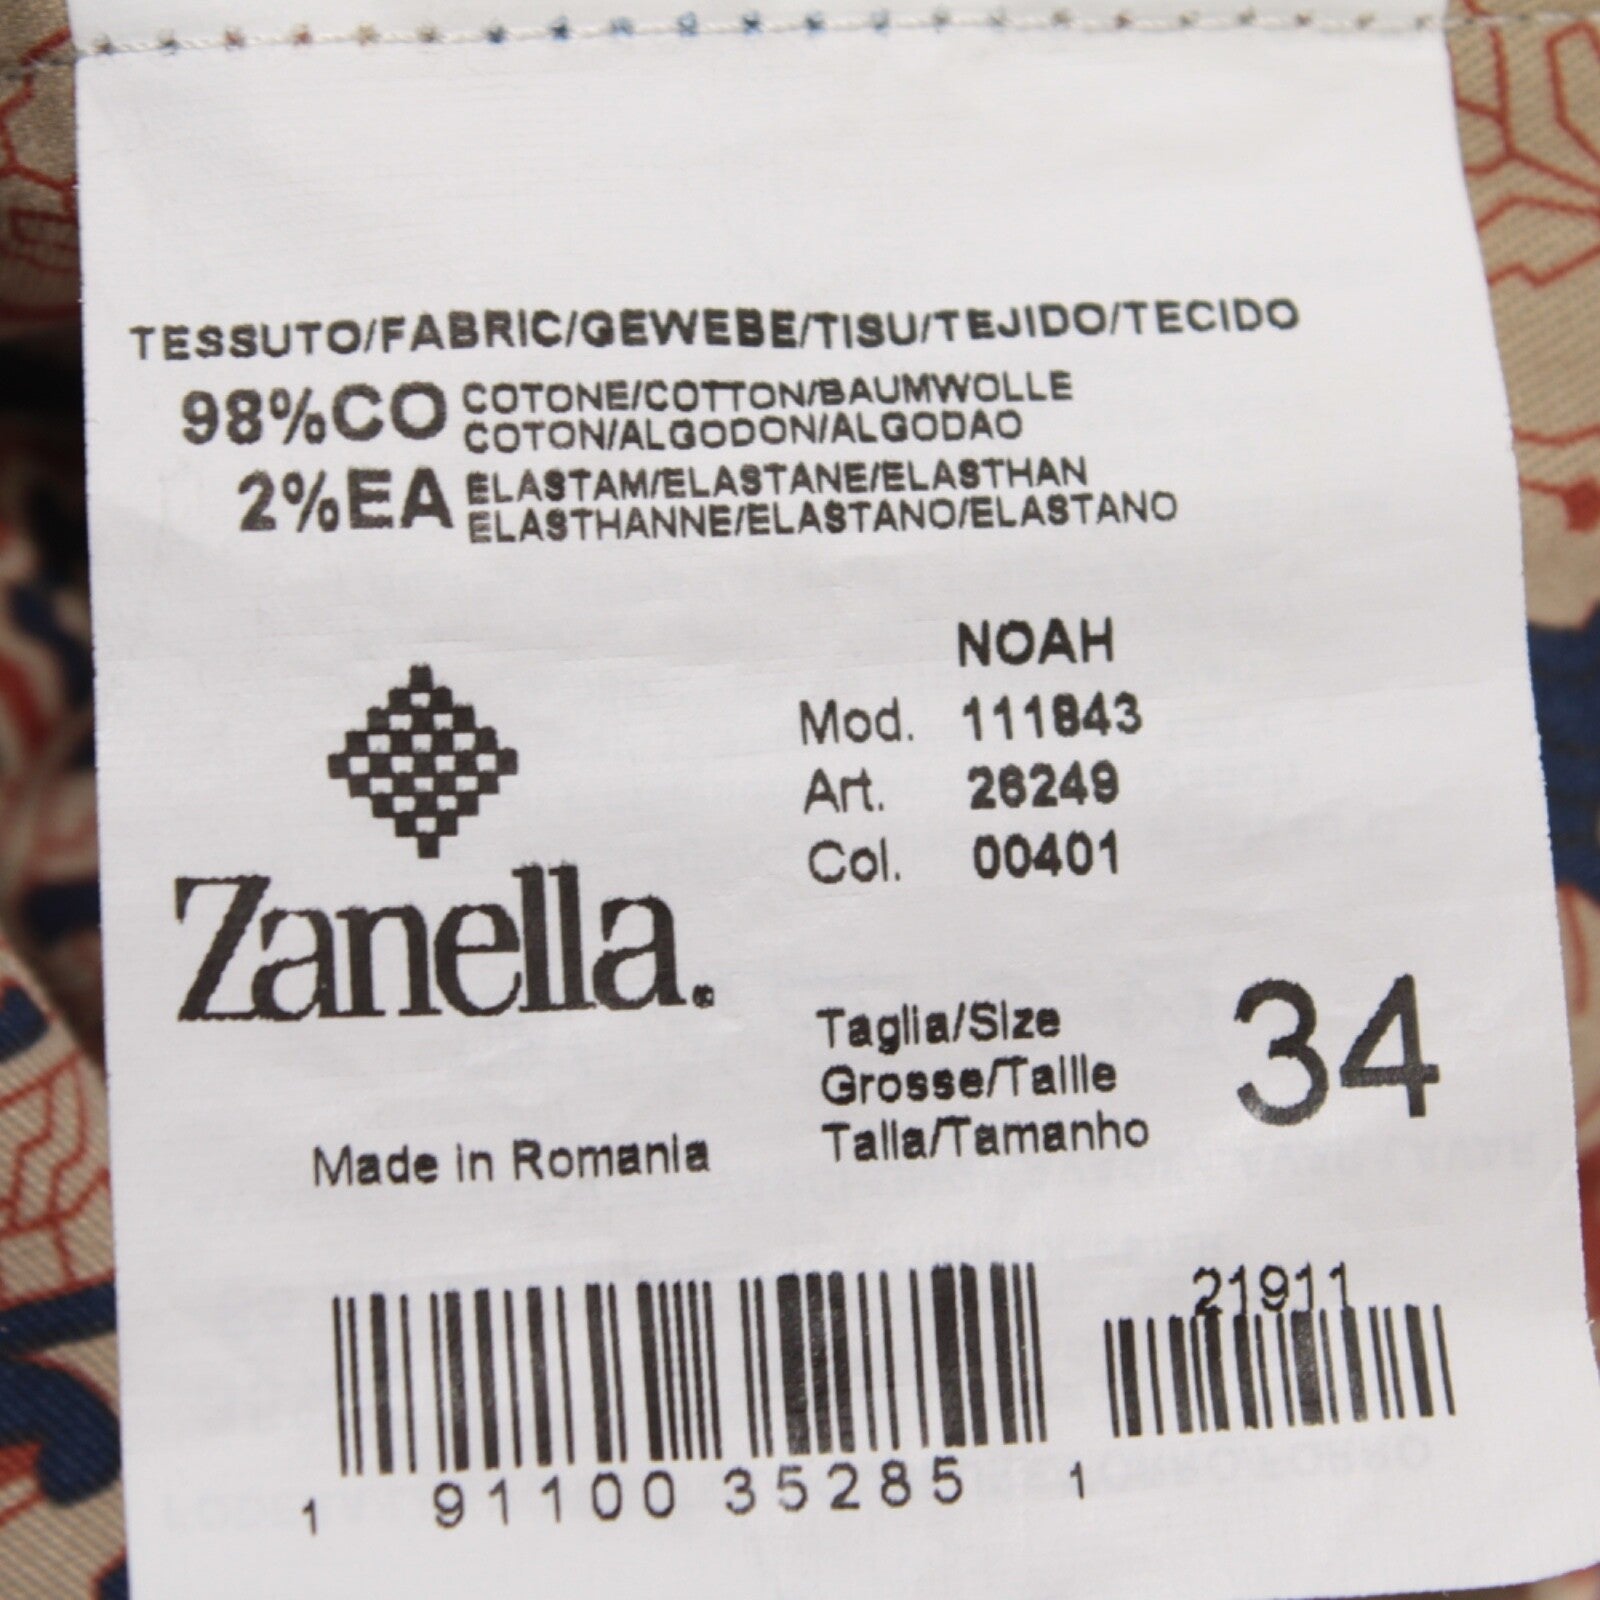 TESSUTO/FABRIC/GEWEBE/TISU/TEJIDO/TECIDO
98%CO COTONE/COTTON/BAUMWOLLE
COTON/ALGODON/ALGODAO
2%EA ELASTAM/ELASTANE/ELASTHAN
ELASTHANNE/ELASTANO/ELASTANO
NOAH
Mod. 111843
Art. 26249
Col. 00401
Zanella.
Taglia/Size 34
Grosse/Taille
Talla/Tamanho
Made in Romania
21911
1 91100 35285 1